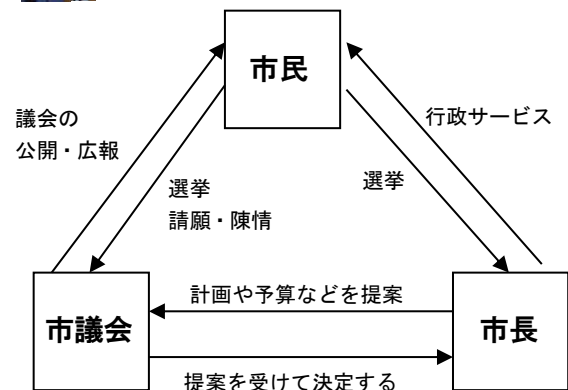 市民
議会の
公開・広報
行政サービス
選挙
請願・陳情
選挙
市議会
計画や予算などを提案
市長
提案を受けて決定する